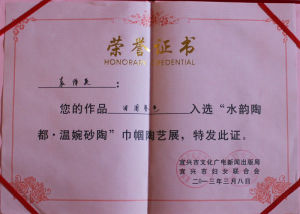 荣誉证书
HONORARY CREDENTIAL
：
您的作品 入选“水韵陶
都·温婉砂陶”巾帼陶艺展，特发此证。
宜兴市文化广电新闻出版局
宜兴市妇女联合会
二〇一三年三月八日